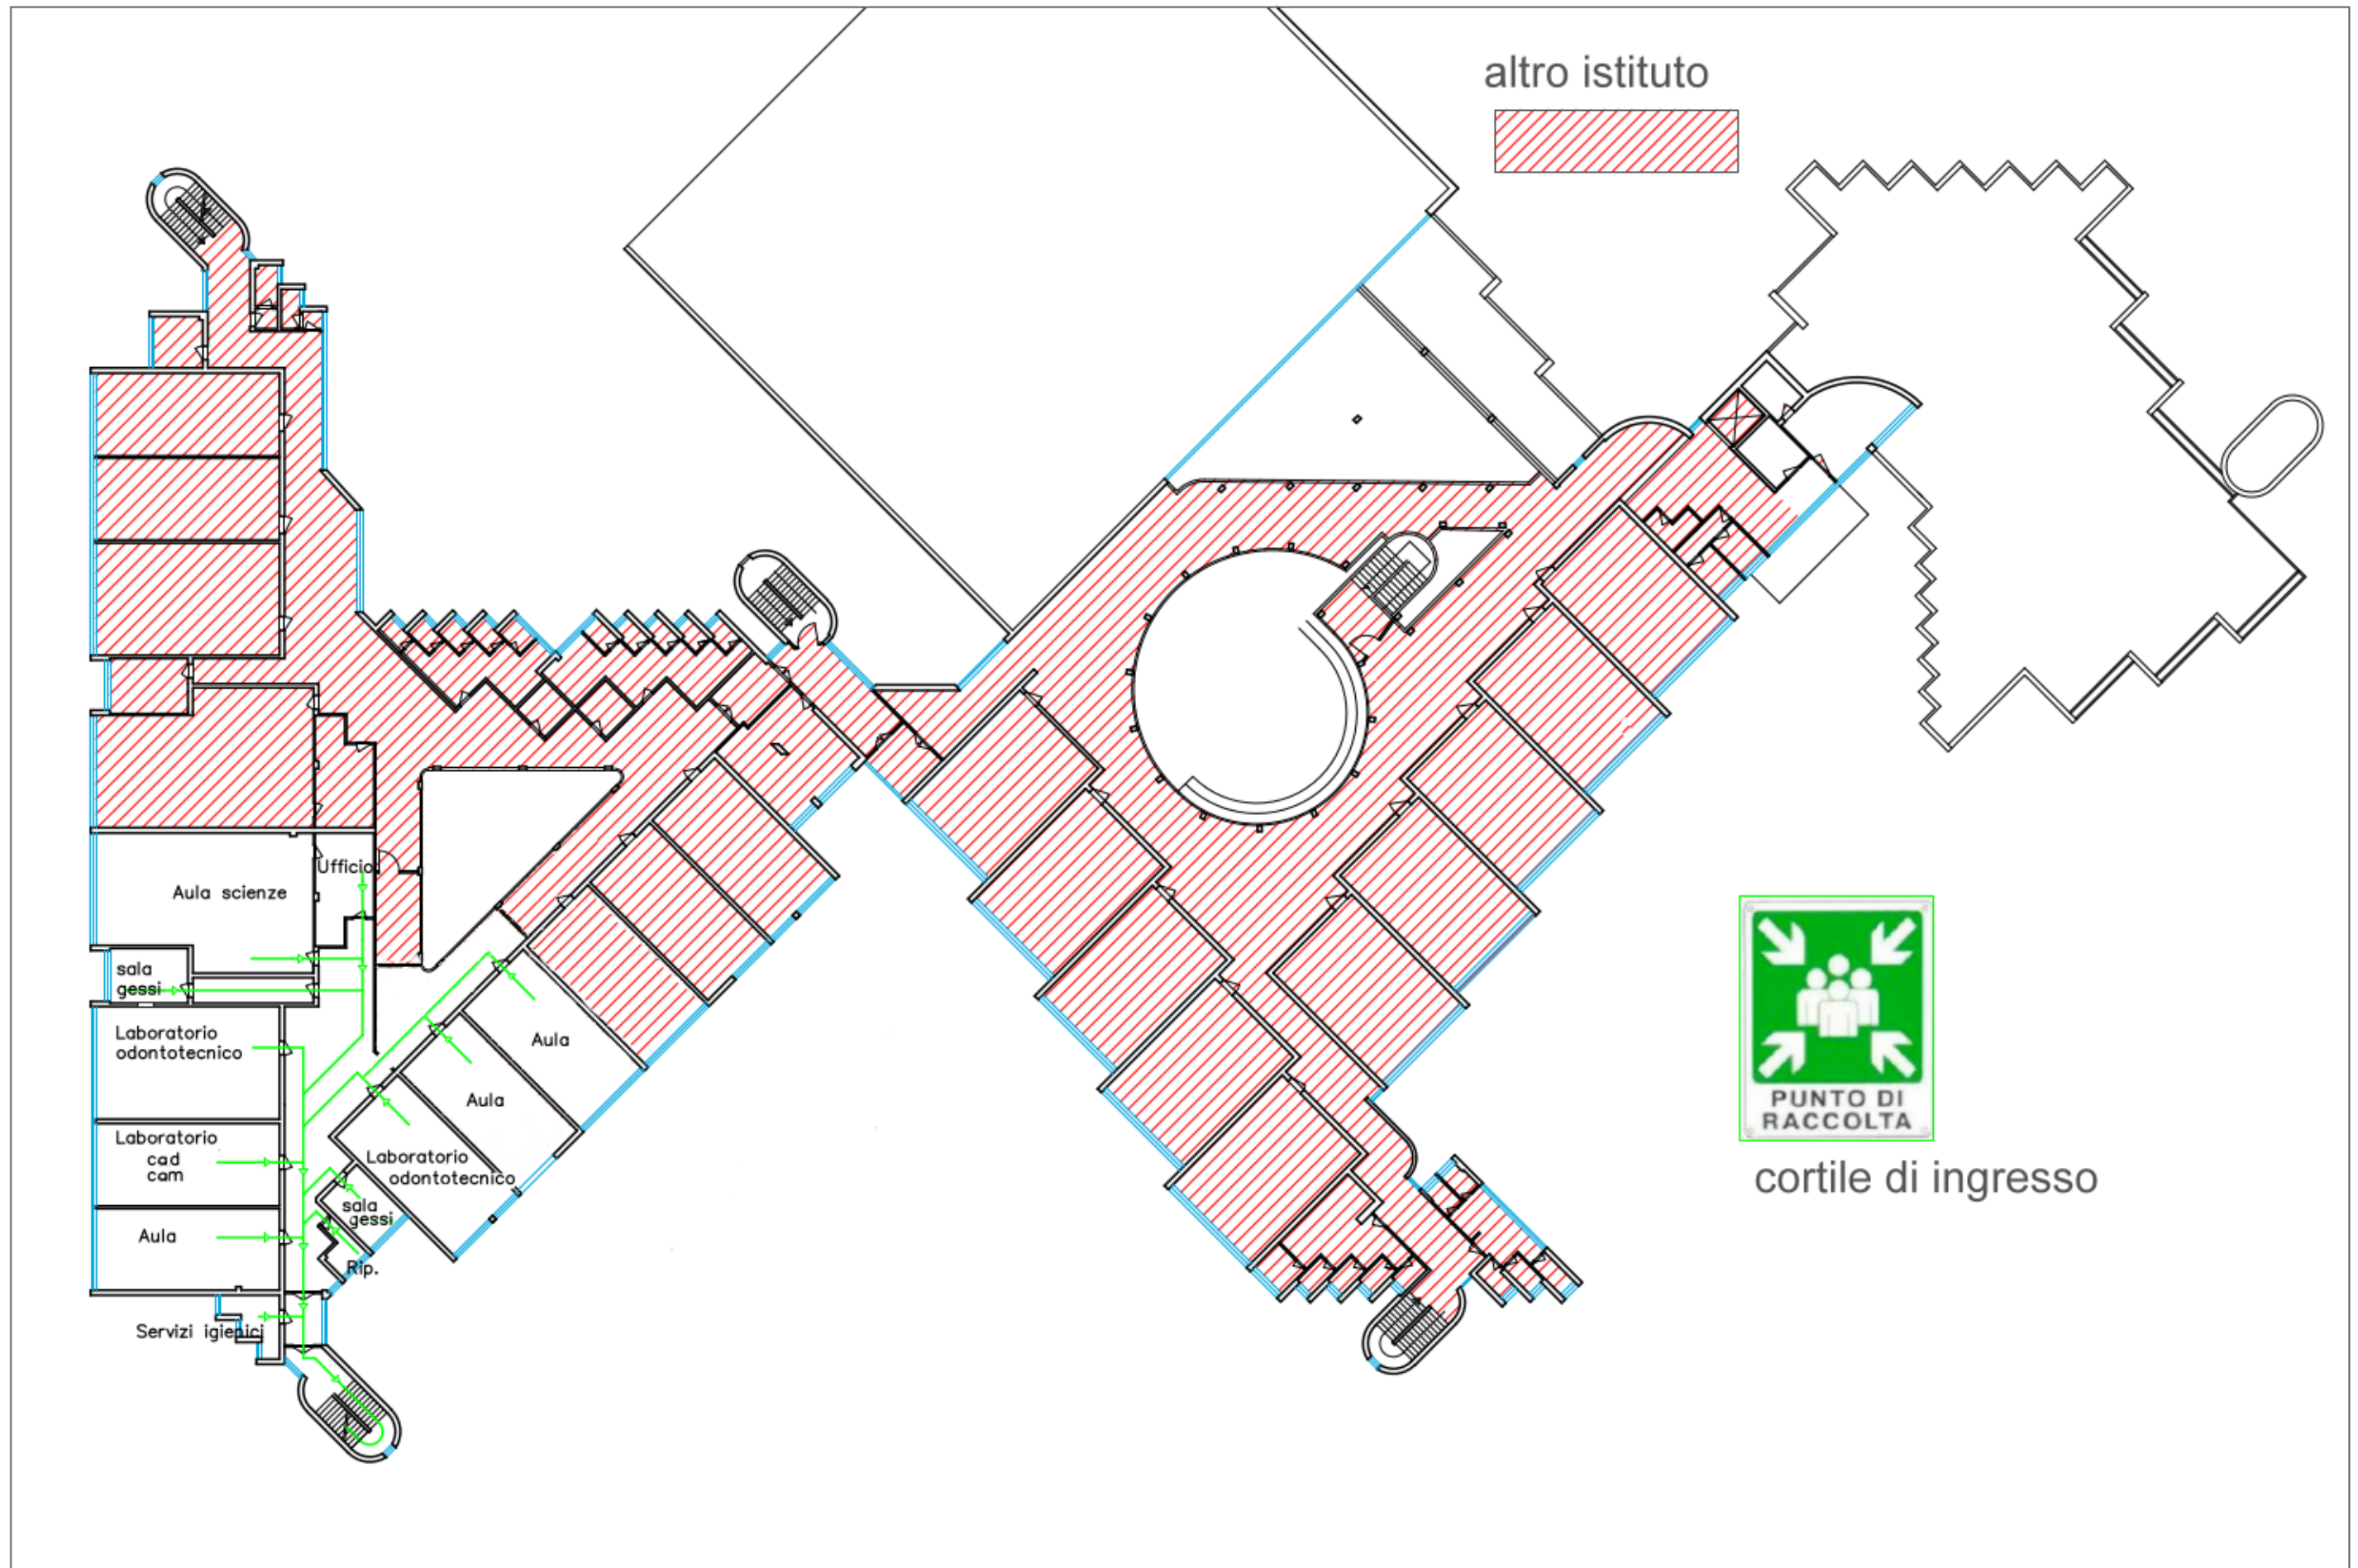 altro istituto
Ufficio
Aula scienze
sala
gessi
Laboratorio
odontotecnico
Aula
Aula
Laboratorio
cad
cam
Laboratorio
odontotecnico
sala
gessi
Aula
Rip.
Servizi igienici
PUNTO DI
RACCOLTA
cortile di ingresso